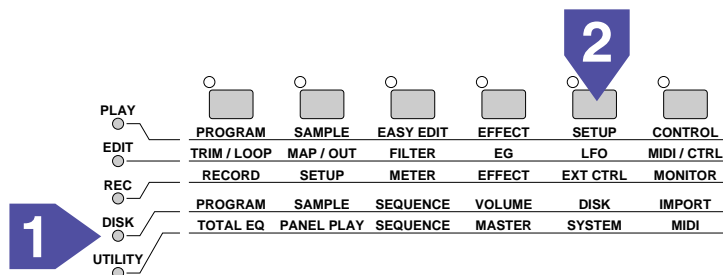 2
PLAY
PROGRAM SAMPLE EASY EDIT EFFECT SETUP CONTROL
EDIT
TRIM / LOOP MAP / OUT FILTER EG LFO MIDI / CTRL
REC
RECORD SETUP METER EFFECT EXT CTRL MONITOR
1
DISK
PROGRAM SAMPLE SEQUENCE VOLUME DISK IMPORT
UTILITY
TOTAL EQ PANEL PLAY SEQUENCE MASTER SYSTEM MIDI